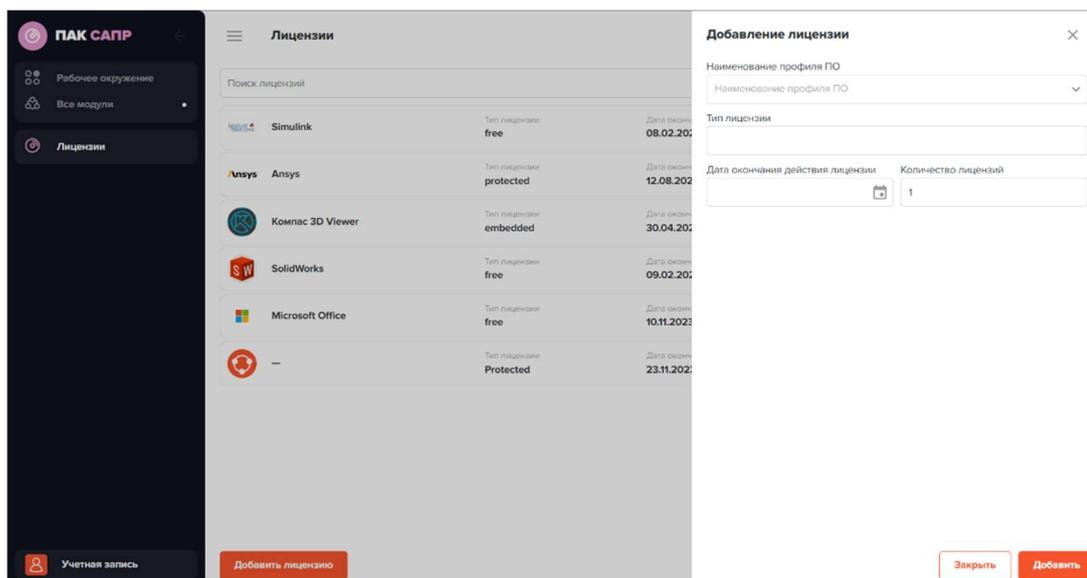 ПАК САПР
Рабочее окружение
Все модули
Лицензии
Учетная запись
Лицензии
Поиск лицензий
Simulink
Тип лицензии
free
08.02.202
Ansys
Ansys
Тип лицензии
protected
12.08.202
Компас 3D Viewer
Тип лицензии
embedded
30.04.202
SW
SolidWorks
Тип лицензии
free
09.02.202
Microsoft Office
Тип лицензии
free
10.11.2023
—
Тип лицензии
Protected
23.11.202
Добавить лицензию
Добавление лицензии
Наименование профиля ПО
Наименование профиля ПО
Тип лицензии
Дата окончания действия лицензии
Количество лицензий
1
Закрыть
Добавить